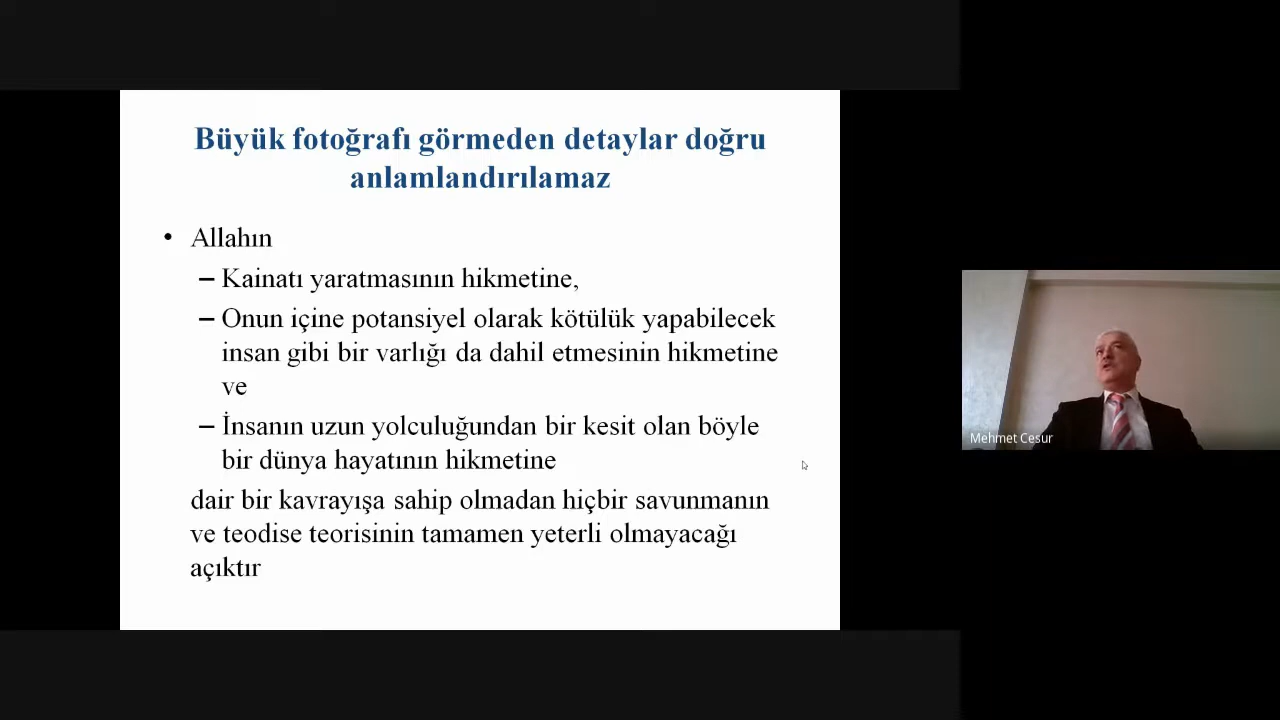 Büyük fotoğrafı görmeden detaylar doğru
anlamlandırılamaz
• Allahın
– Kainatı yaratmasının hikmetine,
– Onun içine potansiyel olarak kötülük yapabilecek
insan gibi bir varlığı da dahil etmesinin hikmetine
ve
– İnsanın uzun yolculuğundan bir kesit olan böyle
bir dünya hayatının hikmetine
dair bir kavrayışa sahip olmadan hiçbir savunmanın
ve teodise teorisinin tamamen yeterli olmayacağı
açıktır
Mehmet Cesur